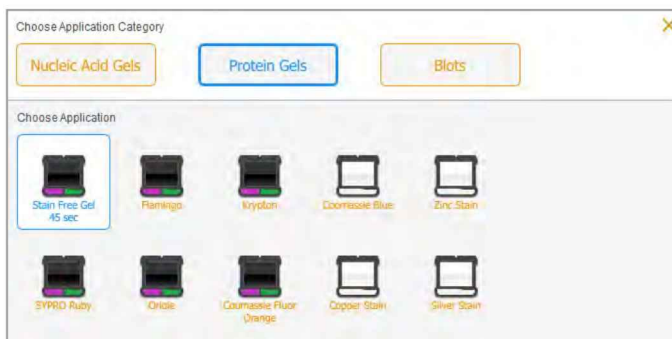 Choose Application Category
Nucleic Acid Gels
Protein Gels
Blots
Choose Application
Stain Free Gel
45 sec
Flamingo
Krypton
Coomassie Blue
Zinc Stain
SYPRO Ruby
Oriole
Coomassie Fluor
Orange
Copper Stain
Silver Stain